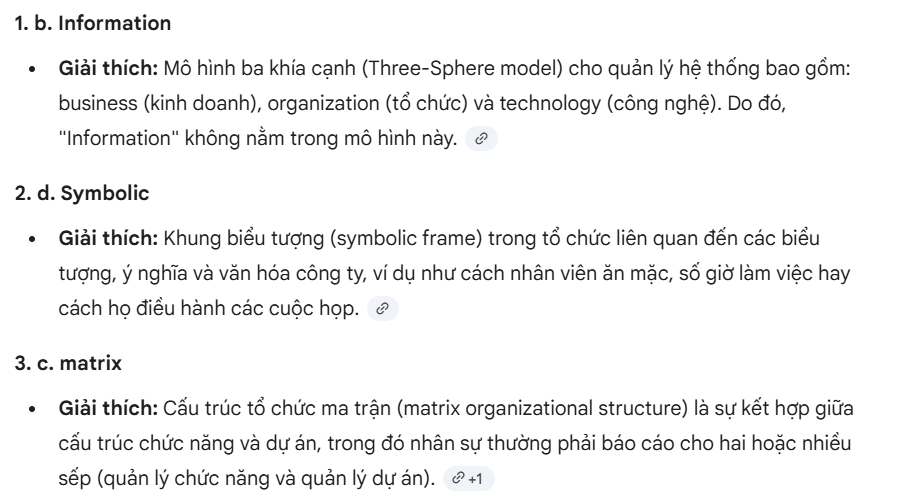 1. b. Information
• Giải thích: Mô hình ba khía cạnh (Three-Sphere model) cho quản lý hệ thống bao gồm:
business (kinh doanh), organization (tổ chức) và technology (công nghệ). Do đó,
"Information" không nằm trong mô hình này.
2. d. Symbolic
• Giải thích: Khung biểu tượng (symbolic frame) trong tổ chức liên quan đến các biểu
tượng, ý nghĩa và văn hóa công ty, ví dụ như cách nhân viên ăn mặc, số giờ làm việc hay
cách họ điều hành các cuộc họp.
3. c. matrix
• Giải thích: Cấu trúc tổ chức ma trận (matrix organizational structure) là sự kết hợp giữa
cấu trúc chức năng và dự án, trong đó nhân sự thường phải báo cáo cho hai hoặc nhiều
sếp (quản lý chức năng và quản lý dự án). +1